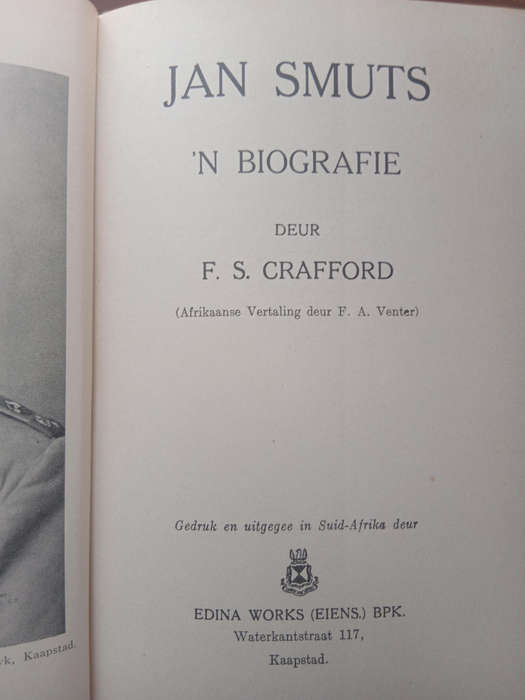 JAN SMUTS
'N BIOGRAFIE
DEUR
F. S. CRAFFORD
(Afrikaanse Vertaling deur F. A. Venter)
Gedruk en uitgegee in Suid-Afrika deur
EDINA WORKS (EIENS.) BPK.
Waterkantstraat 117,
Kaapstad.
Kaapstad.